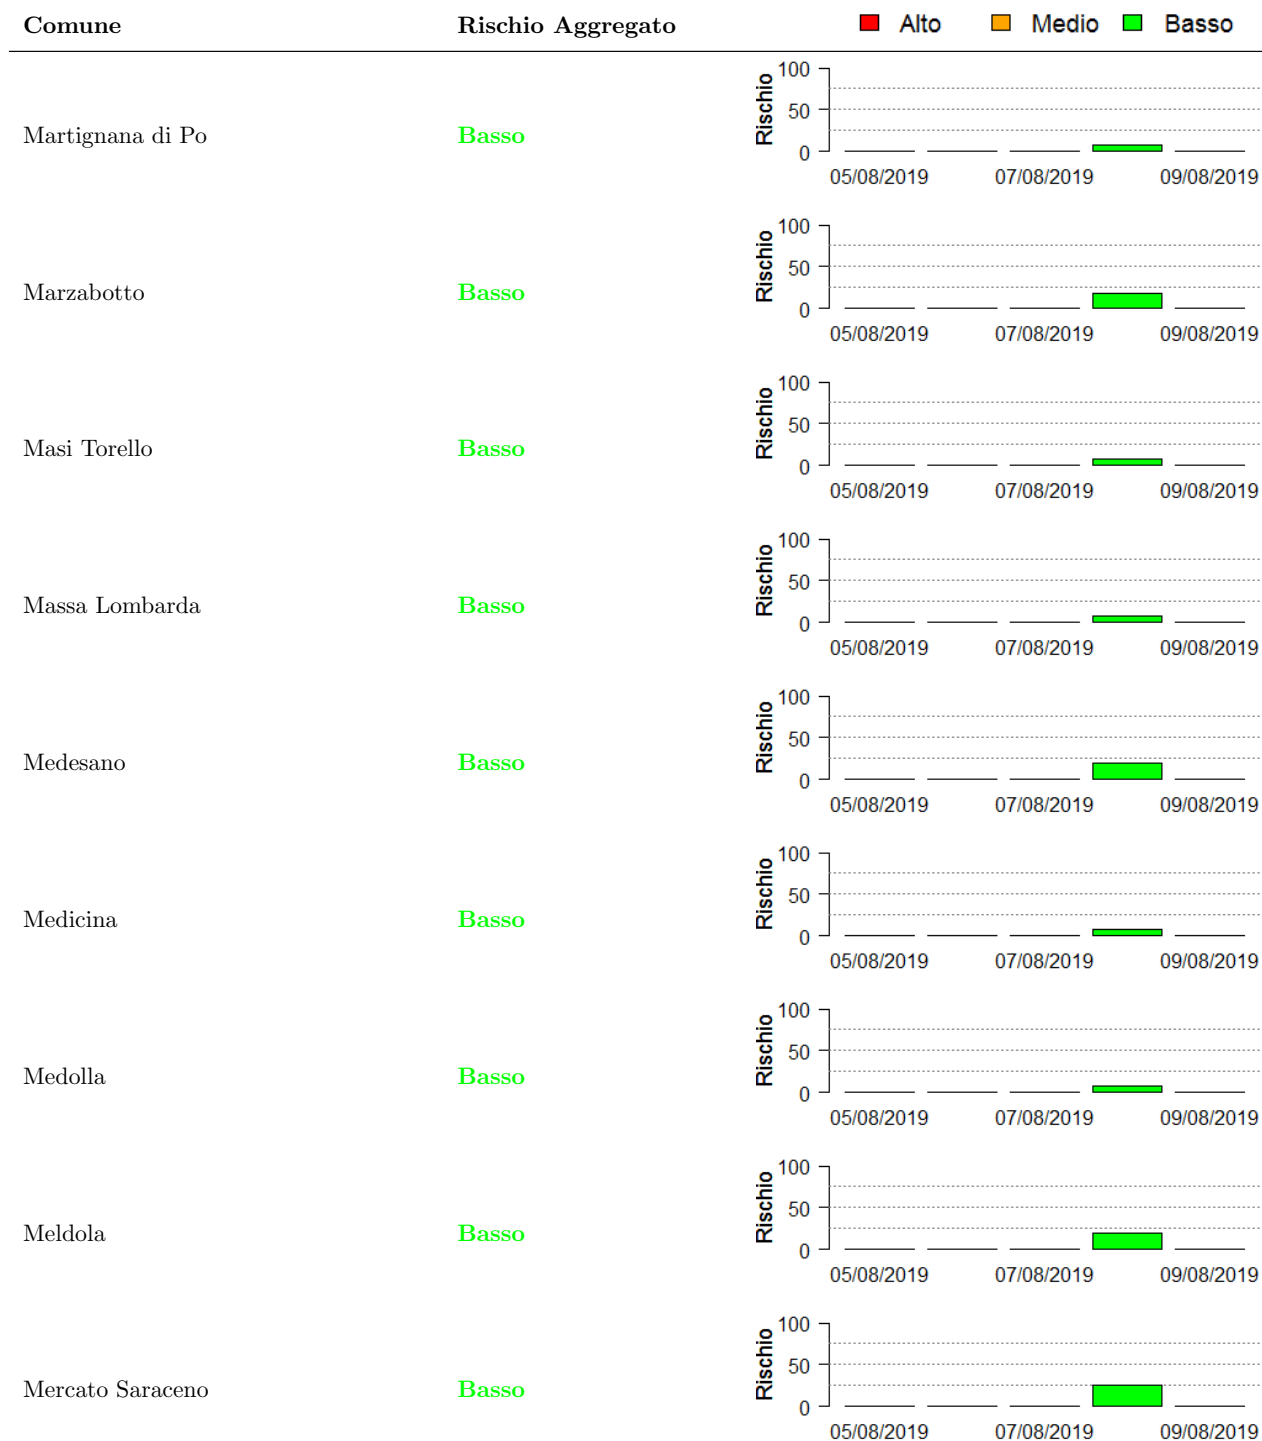 Comune Rischio Aggregato Alto Medio Basso
100
50
0
Rischio
Martignana di Po Basso
05/08/2019 07/08/2019 09/08/2019
100
50
0
Rischio
Marzabotto Basso
05/08/2019 07/08/2019 09/08/2019
100
50
0
Rischio
Masi Torello Basso
05/08/2019 07/08/2019 09/08/2019
100
50
0
Rischio
Massa Lombarda Basso
05/08/2019 07/08/2019 09/08/2019
100
50
0
Rischio
Medesano Basso
05/08/2019 07/08/2019 09/08/2019
100
50
0
Rischio
Medicina Basso
05/08/2019 07/08/2019 09/08/2019
100
50
0
Rischio
Medolla Basso
05/08/2019 07/08/2019 09/08/2019
100
50
0
Rischio
Meldola Basso
05/08/2019 07/08/2019 09/08/2019
100
50
0
Rischio
Mercato Saraceno Basso
05/08/2019 07/08/2019 09/08/2019